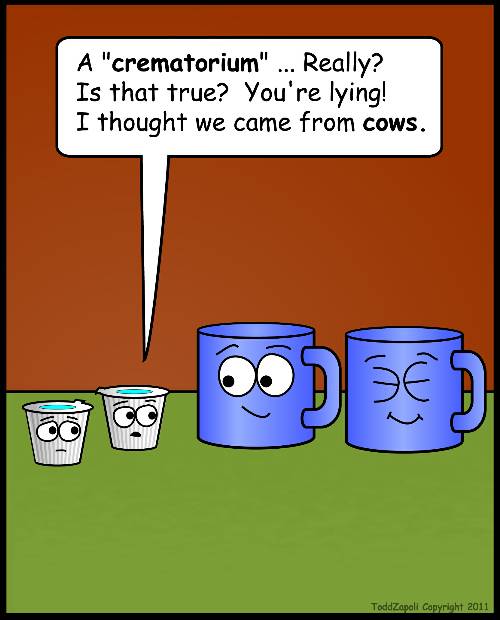 A "crematorium" ... Really?
Is that true? You're lying!
I thought we came from cows.
ToddZapoli Copyright 2011